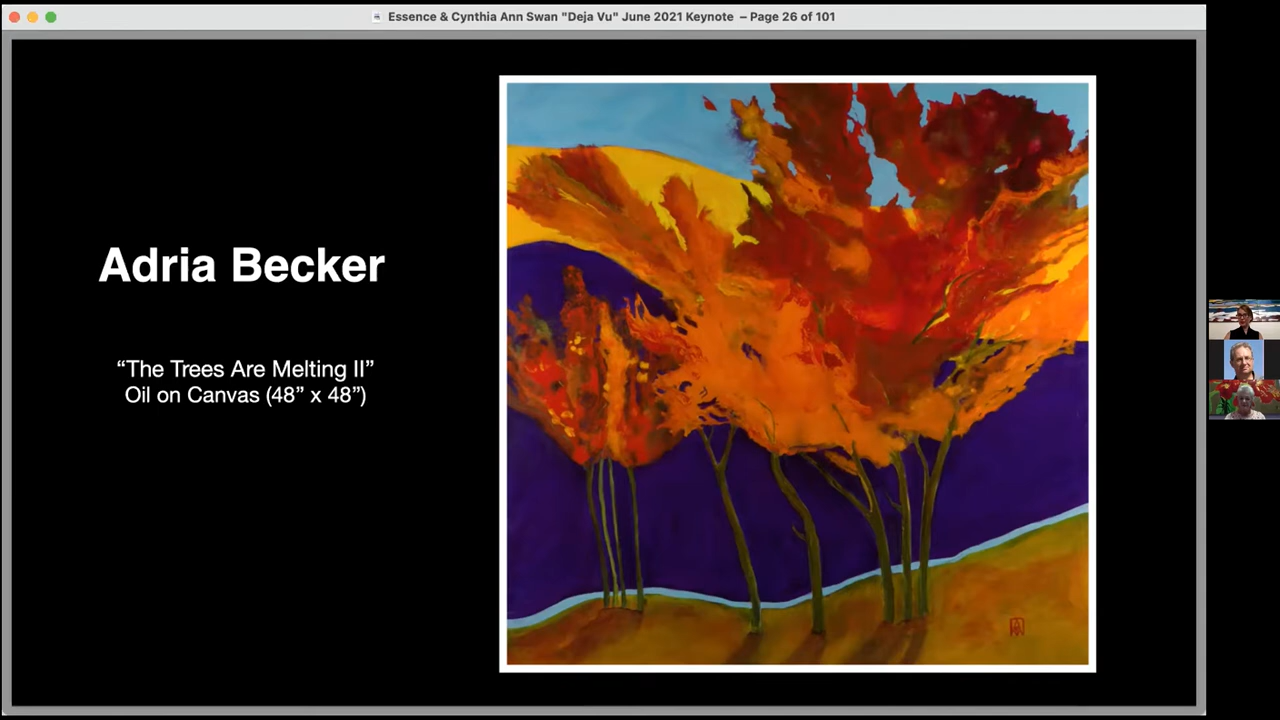 Essence & Cynthia Ann Swan "Deja Vu" June 2021 Keynote – Page 26 of 101
Adria Becker
“The Trees Are Melting II”
Oil on Canvas (48” x 48”)